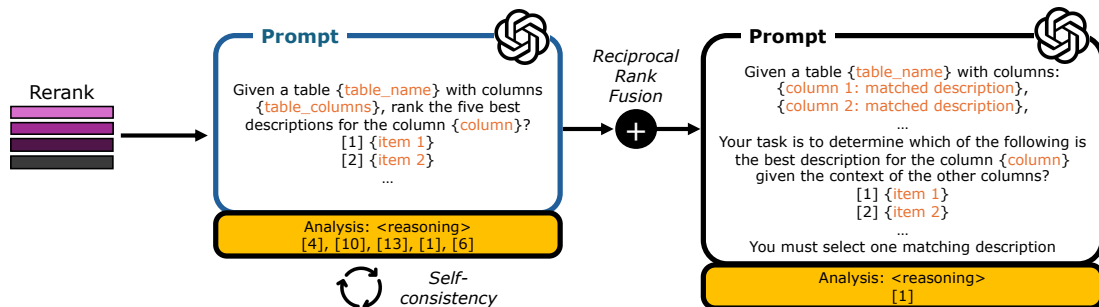 Rerank
Prompt
Given a table {table_name} with columns
{table_columns}, rank the five best
descriptions for the column {column}?
[1] {item 1}
[2] {item 2}
…
Analysis: <reasoning>
[4], [10], [13], [1], [6]
Self-
consistency
Reciprocal
Rank
Fusion
+
Prompt
Given a table {table_name} with columns:
{column 1: matched description},
{column 2: matched description},
…
Your task is to determine which of the following is
the best description for the column {column}
given the context of the other columns?
[1] {item 1}
[2] {item 2}
…
You must select one matching description
Analysis: <reasoning>
[1]